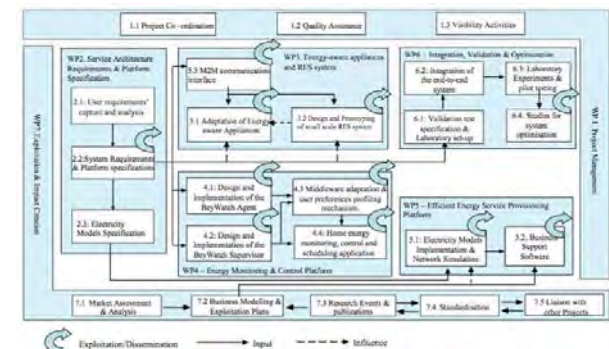 1.1 Project Co-ordination
1.2 Quality Assurance
1.3 Visibility Activities
WP2. Service Architecture
Requirements & Platform
Specification
2.1: User requirements'
capture and analysis
2.2:System Requirements
& Platform specifications
2.3: Electricity
Models Specification
WP3. Energy-aware appliances
and RES system
3.3 M2M communication
interface
3.1 Adaptation of Energy
aware Appliances
3.2 Design and Prototyping of
small scale RES system
WP6 : Integration, Validation & Optimisation
6.2: Integration of
the end-to-end
system
6.3: Laboratory
Experiments &
pilot testing
6.1: Validation test
specification &
Laboratory set-up
6.4: Studies for
system
optimisation
WP7. Exploitation & Impact Creation
WP 1. Project Management
4.1: Design and
Implementation of
the BeyWatch Agent
4.3 Middleware adaptation &
user preferences profiling
mechanism
4.2: Design and
Implementation of the
BeyWatch Supervisor
4.4: Home energy
monitoring, control and
scheduling application
WP4 – Energy Monitoring & Control Platform
WP5 – Efficient Energy Service Provisioning
Platform
5.1: Electricity Models
Implementation &
Network Simulation
5.2: Business
Support
Software
7.1 Market Assessment
& Analysis
7.2 Business Modelling &
Exploitation Plans
7.3 Research Events &
publications
7.4 Standardisation
7.5 Liaison with
other Projects
Exploitation/Dissemination
Input
Influence